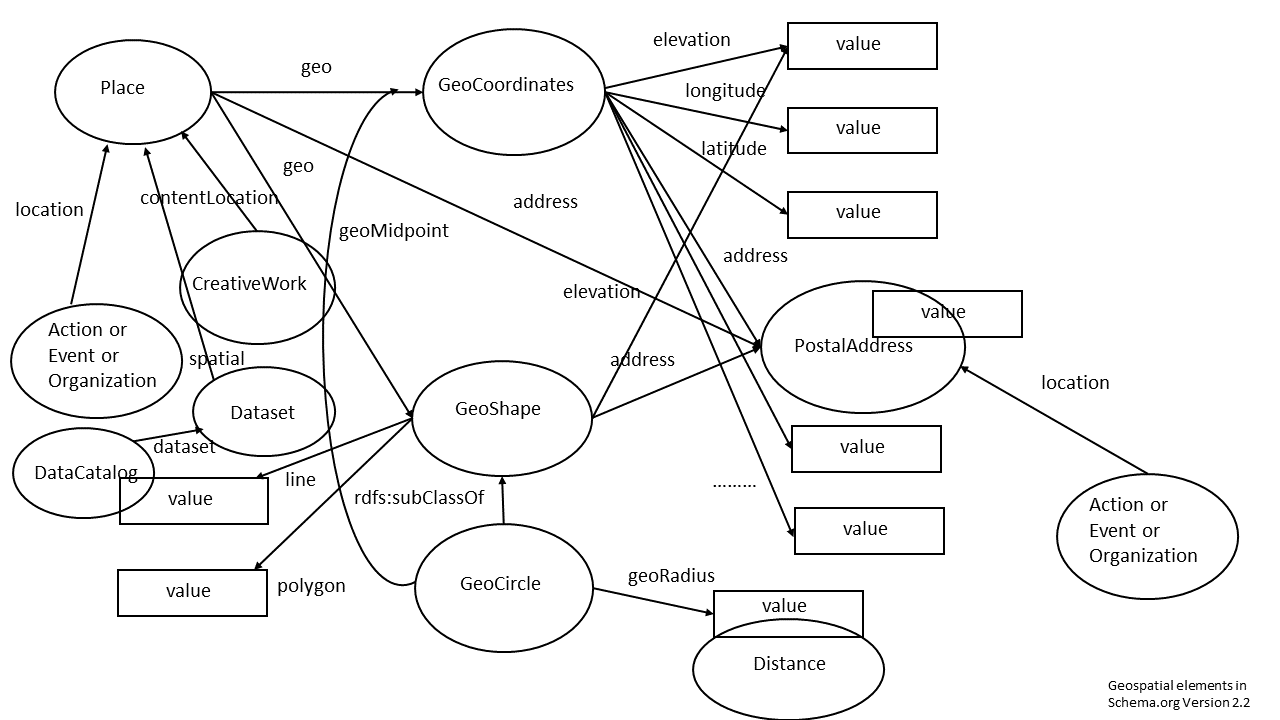 elevation
value
geo
Place
GeoCoordinates
longitude
value
latitude
geo
contentLocation
location
address
value
geoMidpoint
address
CreativeWork
elevation
value
Action or
Event or
Organization
spatial
address
PostalAddress
location
Dataset
GeoShape
dataset
value
DataCatalog
line
value
rdfs:subClassOf
.........
Action or
Event or
Organization
value
value
polygon
GeoCircle
geoRadius
value
Distance
Geospatial elements in
Schema.org Version 2.2